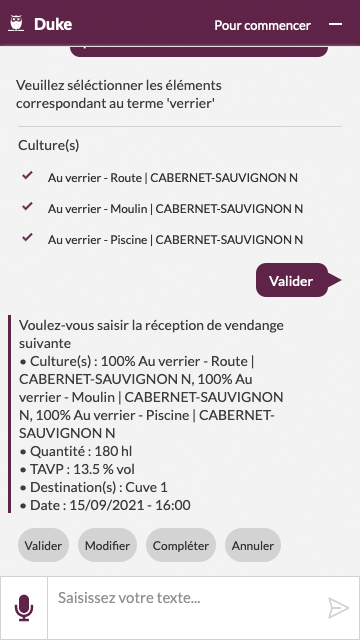 Duke
Pour commencer
Veuillez séléctionner les éléments
correspondant au terme 'verrier'
Culture(s)
Au verrier - Route | CABERNET-SAUVIGNON N
Au verrier - Moulin | CABERNET-SAUVIGNON N
Au verrier - Piscine | CABERNET-SAUVIGNON N
Valider
Voulez-vous saisir la réception de vendange
suivante
• Culture(s) : 100% Au verrier - Route |
CABERNET-SAUVIGNON N, 100% Au
verrier - Moulin | CABERNET-SAUVIGNON
N, 100% Au verrier - Piscine | CABERNET-
SAUVIGNON N
• Quantité : 180 hl
• TAVP : 13.5 % vol
• Destination(s) : Cuve 1
• Date : 15/09/2021 - 16:00
Valider
Modifier
Compléter
Annuler
Saisissez votre texte...